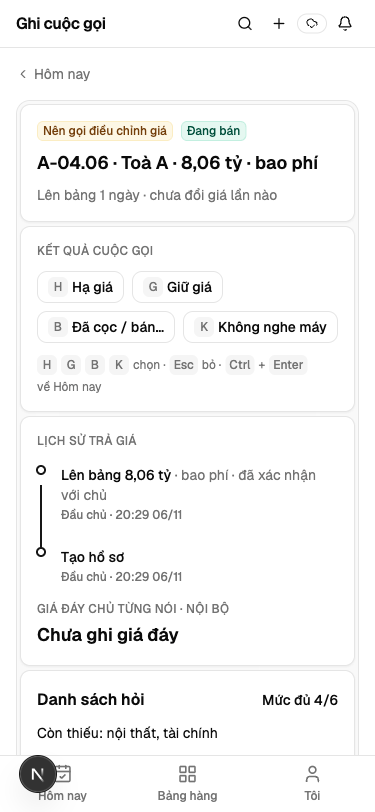 Ghi cuộc gọi
Hôm nay
Nên gọi điều chỉnh giá Đang bán
A-04.06 · Toà A · 8,06 tỷ · bao phí
Lên bảng 1 ngày · chưa đổi giá lần nào
KẾT QUẢ CUỘC GỌI
H Hạ giá G Giữ giá
B Đã cọc / bán... K Không nghe máy
H G B K chọn · Esc bỏ · Ctrl + Enter
về Hôm nay
LỊCH SỬ TRẢ GIÁ
Lên bảng 8,06 tỷ · bao phí · đã xác nhận
với chủ
Đầu chủ · 20:29 06/11
Tạo hồ sơ
Đầu chủ · 20:29 06/11
GIÁ ĐÁY CHỦ TỪNG NÓI · NỘI BỘ
Chưa ghi giá đáy
Danh sách hỏi Mức đủ 4/6
Còn thiếu: nội thất, tài chính
N
Hôm nay Bảng hàng Tôi